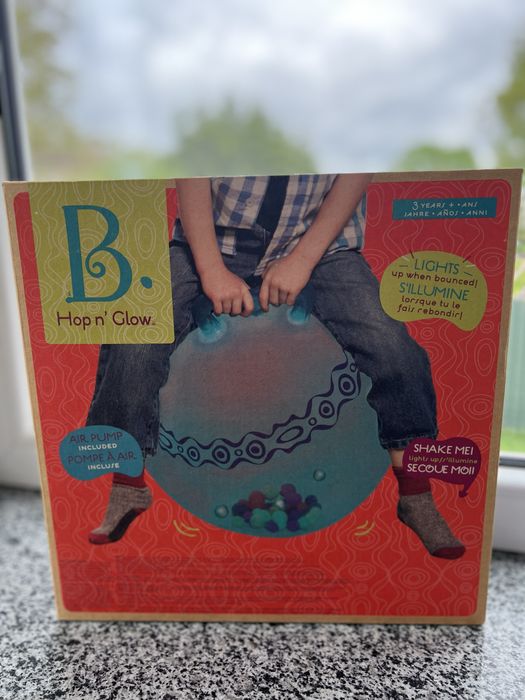 B.
Hop n' Glow™
3 YEARS + • ANS
JAHRE • AÑOS • ANNI
LIGHTS
up when bounced!
S'ILLUMINE
lorsque tu le
fais rebondir!
AIR PUMP
INCLUDED
POMPE À AIR
INCLUSE
SHAKE ME!
Lights up/s'illumine
SECOUE MOI!